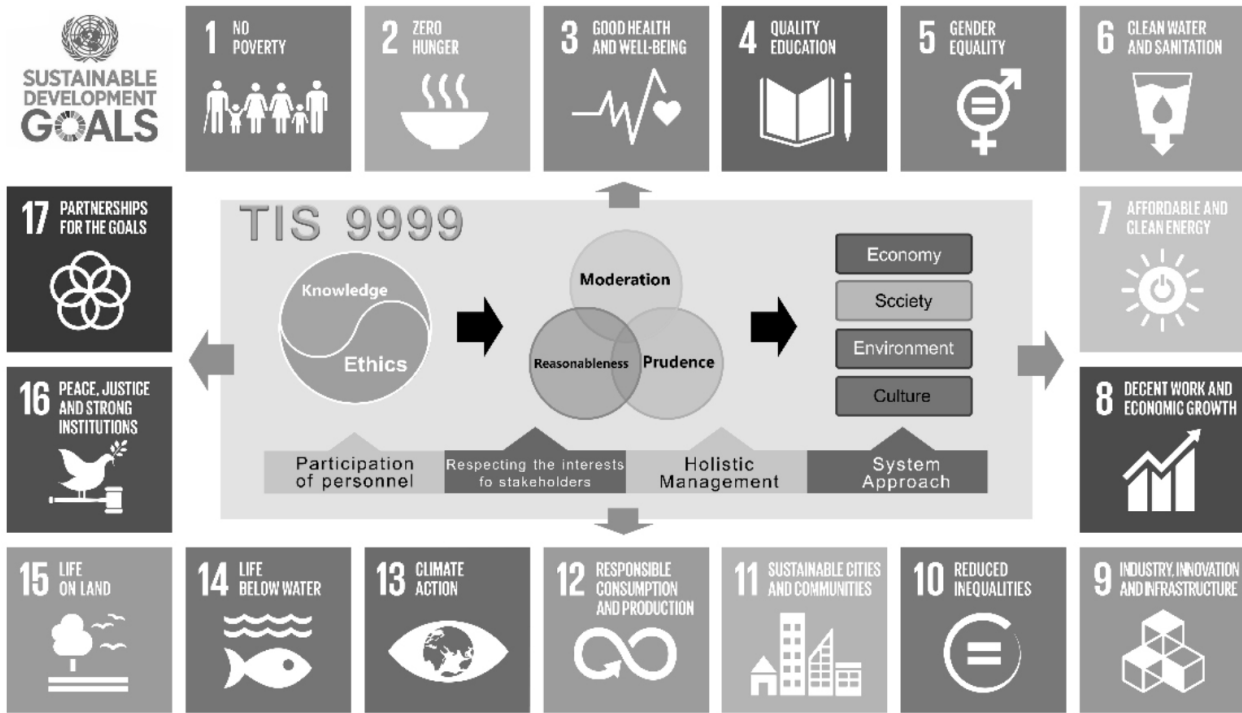 SUSTAINABLE
DEVELOPMENT
GOALS
1 NO
POVERTY
2 ZERO
HUNGER
3 GOOD HEALTH
AND WELL-BEING
4 QUALITY
EDUCATION
5 GENDER
EQUALITY
6 CLEAN WATER
AND SANITATION
17 PARTNERSHIPS
FOR THE GOALS
7 AFFORDABLE AND
CLEAN ENERGY
16 PEACE, JUSTICE
AND STRONG
INSTITUTIONS
8 DECENT WORK AND
ECONOMIC GROWTH
TIS 9999
Knowledge
Ethics
Moderation
Reasonableness
Prudence
Economy
Scciety
Environment
Culture
Participation
of personnel
Respecting the interests
fo stakeholders
Holistic
Management
System
Approach
15 LIFE
ON LAND
14 LIFE
BELOW WATER
13 CLIMATE
ACTION
12 RESPONSIBLE
CONSUMPTION
AND PRODUCTION
11 SUSTAINABLE CITIES
AND COMMUNITIES
10 REDUCED
INEQUALITIES
9 INDUSTRY, INNOVATION
AND INFRASTRUCTURE